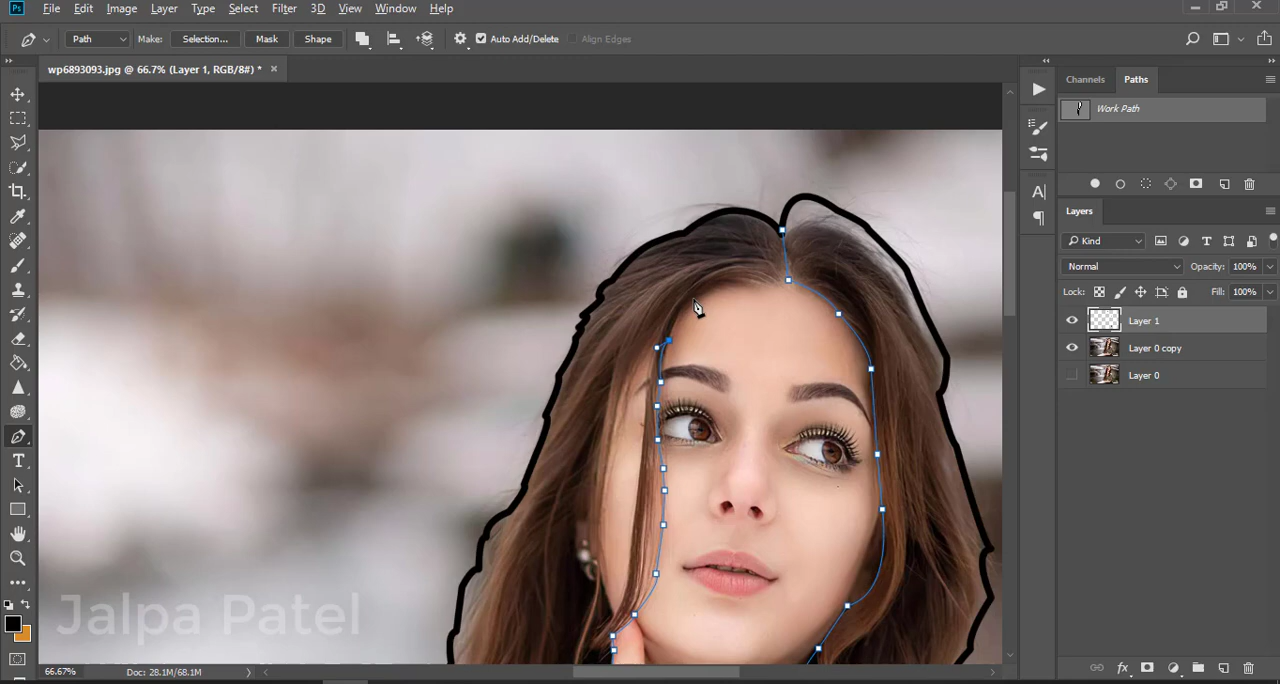 Ps File Edit Image Layer Type Select Filter 3D View Window Help
Path Make: Selection... Mask Shape Auto Add/Delete Align Edges
wp6893093.jpg @ 66.7% (Layer 1, RGB/8#) * ×
Channels Paths
Work Path
Layers
Kind
Normal Opacity: 100%
Lock: Fill: 100%
Layer 1
Layer 0 copy
Layer 0
Jalpa Patel
66.67% Doc: 28.1M/68.1M